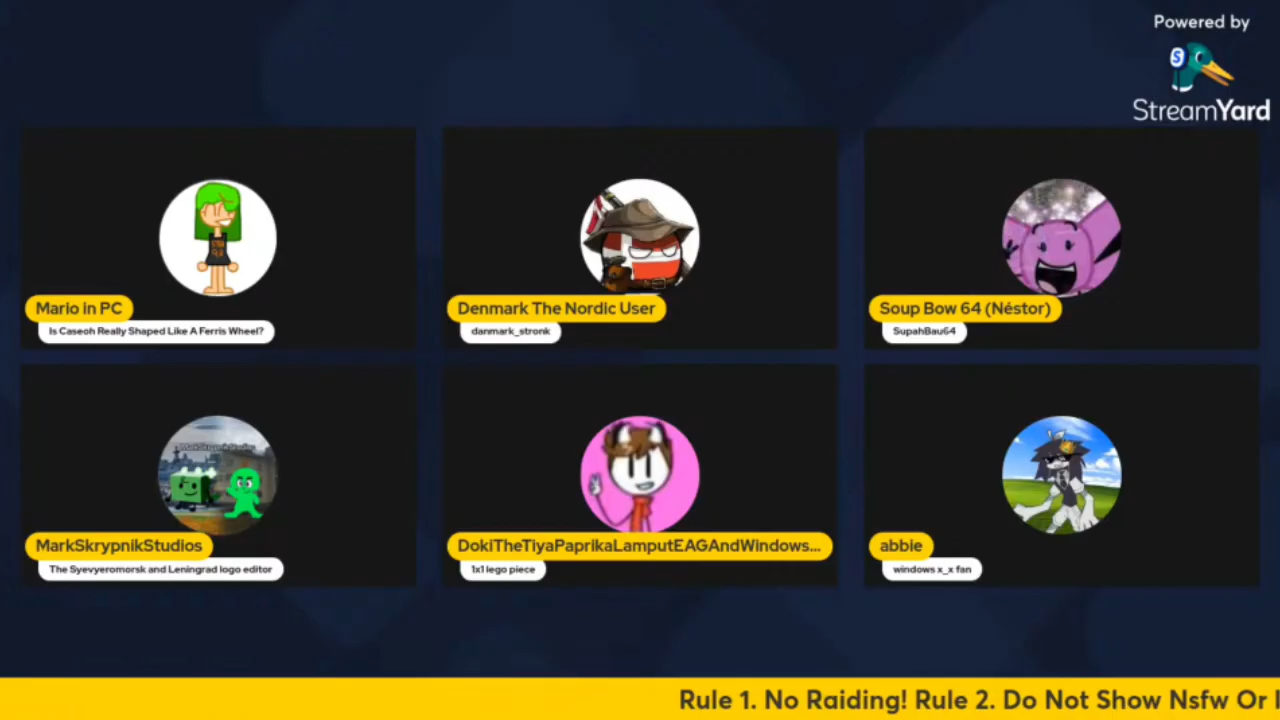 Powered by
StreamYard
Mario in PC
Is Caseoh Really Shaped Like A Ferris Wheel?
Denmark The Nordic User
danmark_stronk
Soup Bow 64 (Néstor)
SupahBau64
MarkSkrypnikStudios
MarkSkrypnikStudios
The Syevyeromorsk and Leningrad logo editor
DokiTheTiyaPaprikaLamputEAGAndWindows...
1x1 lego piece
abbie
windows x_x fan
Rule 1. No Raiding! Rule 2. Do Not Show Nsfw Or